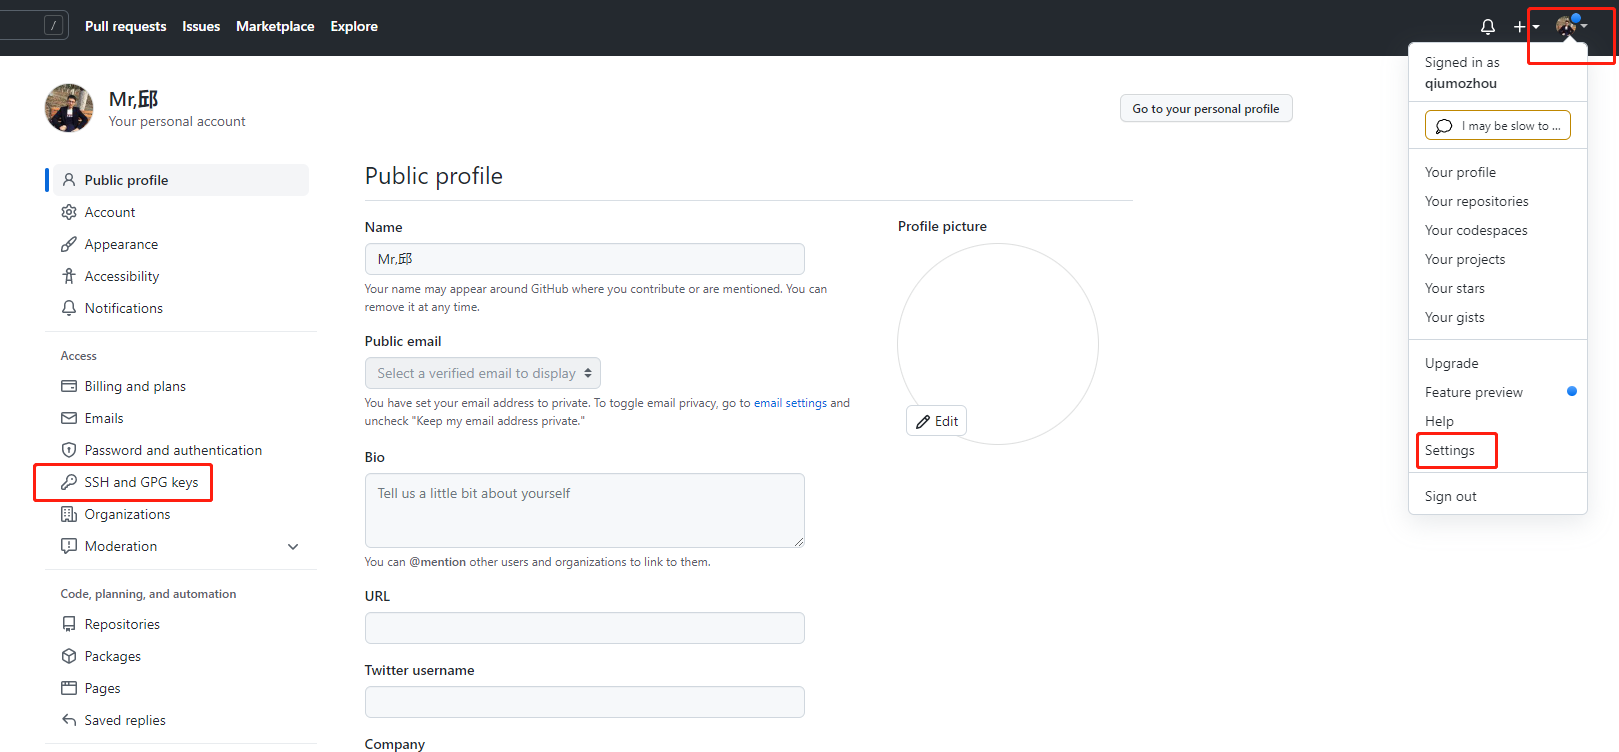 / Pull requests Issues Marketplace Explore
Mr,邱
Your personal account
Go to your personal profile
Public profile
Account
Appearance
Accessibility
Notifications
Access
Billing and plans
Emails
Password and authentication
SSH and GPG keys
Organizations
Moderation
Code, planning, and automation
Repositories
Packages
Pages
Saved replies
Public profile
Name
Mr,邱
Your name may appear around GitHub where you contribute or are mentioned. You can
remove it at any time.
Public email
Select a verified email to display
You have set your email address to private. To toggle email privacy, go to email settings and
uncheck "Keep my email address private."
Bio
Tell us a little bit about yourself
You can @mention other users and organizations to link to them.
URL
Twitter username
Company
Profile picture
Edit
Signed in as
qiumozhou
I may be slow to ...
Your profile
Your repositories
Your codespaces
Your projects
Your stars
Your gists
Upgrade
Feature preview
Help
Settings
Sign out